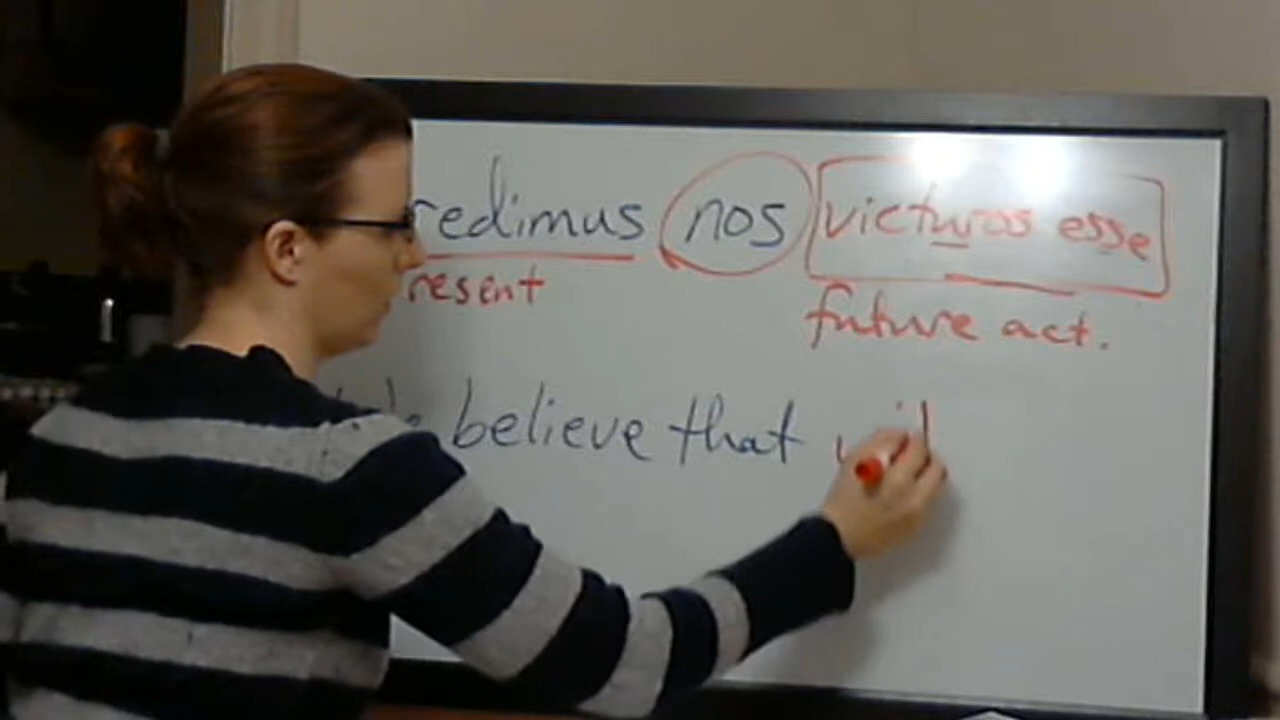 redimus nos victuros esse
resent future act.
believe that